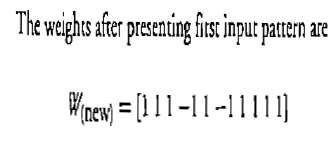 The weights after presenting first input pattern are
W(new) = [1 1 1 –1 1 –1 1 1 1 1]